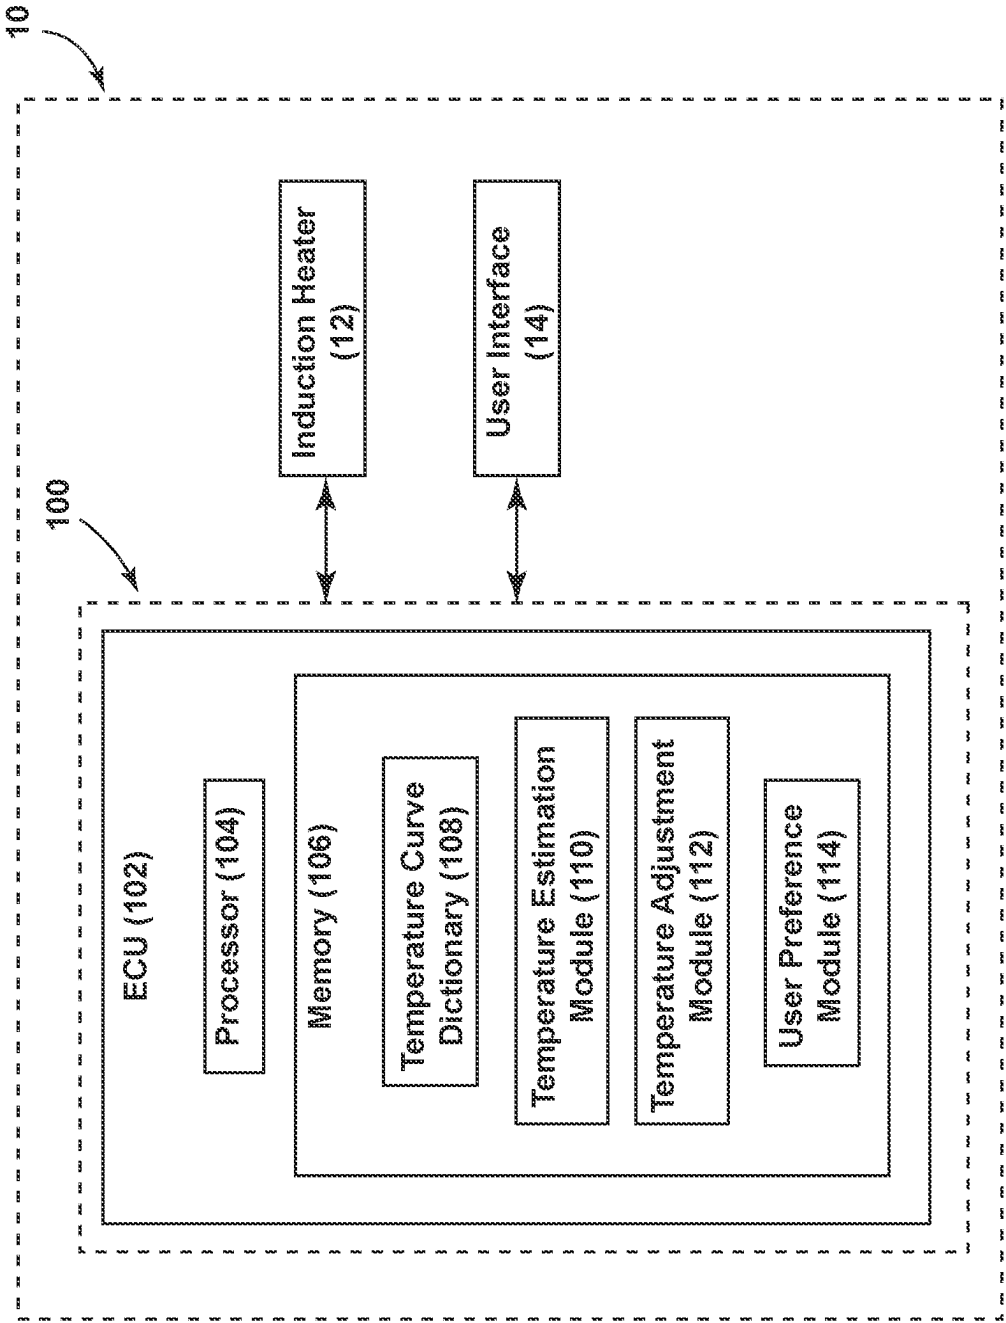 10
100
ECU (102)
Processor (104)
Memory (106)
Temperature Curve
Dictionary (108)
Temperature Estimation
Module (110)
Temperature Adjustment
Module (112)
User Preference
Module (114)
Induction Heater
(12)
User Interface
(14)